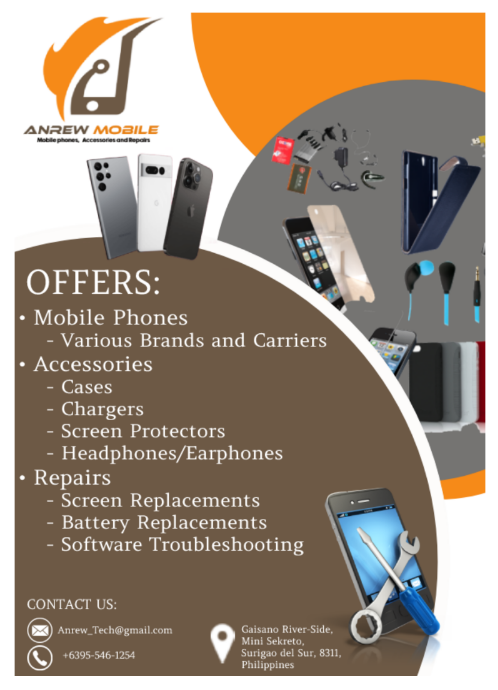 ANREW MOBILE
Mobile phones, Accessories and Repairs
OFFERS:
• Mobile Phones
- Various Brands and Carriers
• Accessories
- Cases
- Chargers
- Screen Protectors
- Headphones/Earphones
• Repairs
- Screen Replacements
- Battery Replacements
- Software Troubleshooting
CONTACT US:
Anrew_Tech@gmail.com
+6395-546-1254
Gaisano River-Side,
Mini Sekreto,
Surigao del Sur, 8311,
Philippines